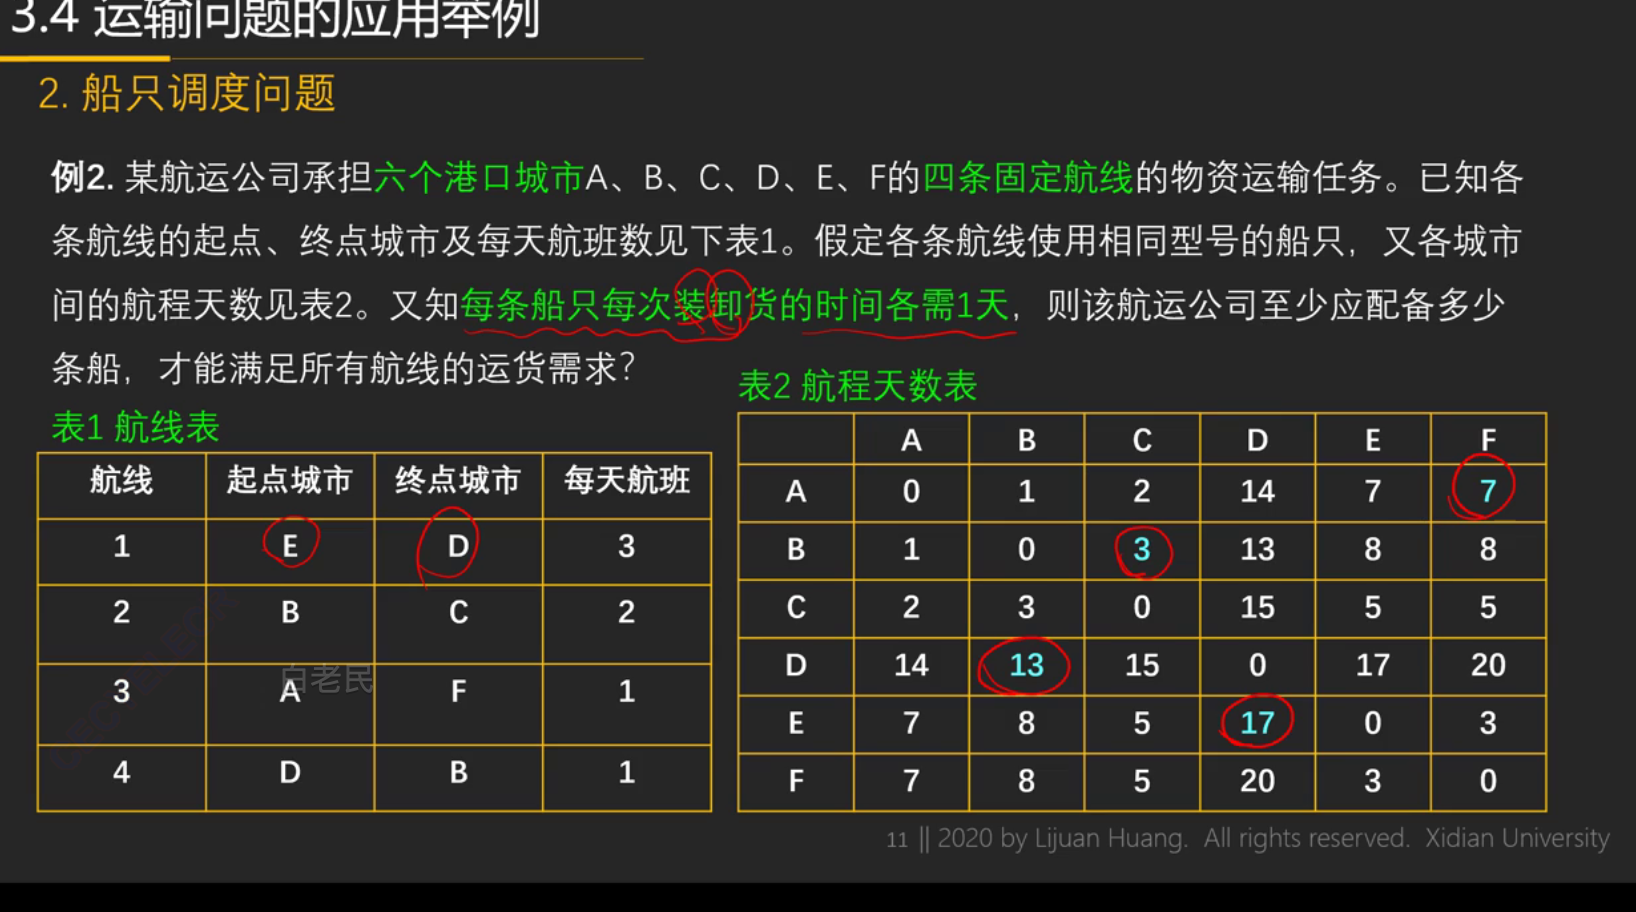 3.4 运输问题的应用举例
2. 船只调度问题
例2. 某航运公司承担六个港口城市A、B、C、D、E、F的四条固定航线的物资运输任务。已知各
条航线的起点、终点城市及每天航班数见下表1。假定各条航线使用相同型号的船只，又各城市
间的航程天数见表2。又知每条船只每次装卸货的时间各需1天，则该航运公司至少应配备多少
条船，才能满足所有航线的运货需求？
表1 航线表
航线 起点城市 终点城市 每天航班
1 E D 3
2 B C 2
3 A F 1
4 D B 1
白老民
表2 航程天数表
A B C D E F
A 0 1 2 14 7 7
B 1 0 3 13 8 8
C 2 3 0 15 5 5
D 14 13 15 0 17 20
E 7 8 5 17 0 3
F 7 8 5 20 3 0
11 || 2020 by Lijuan Huang. All rights reserved. Xidian University